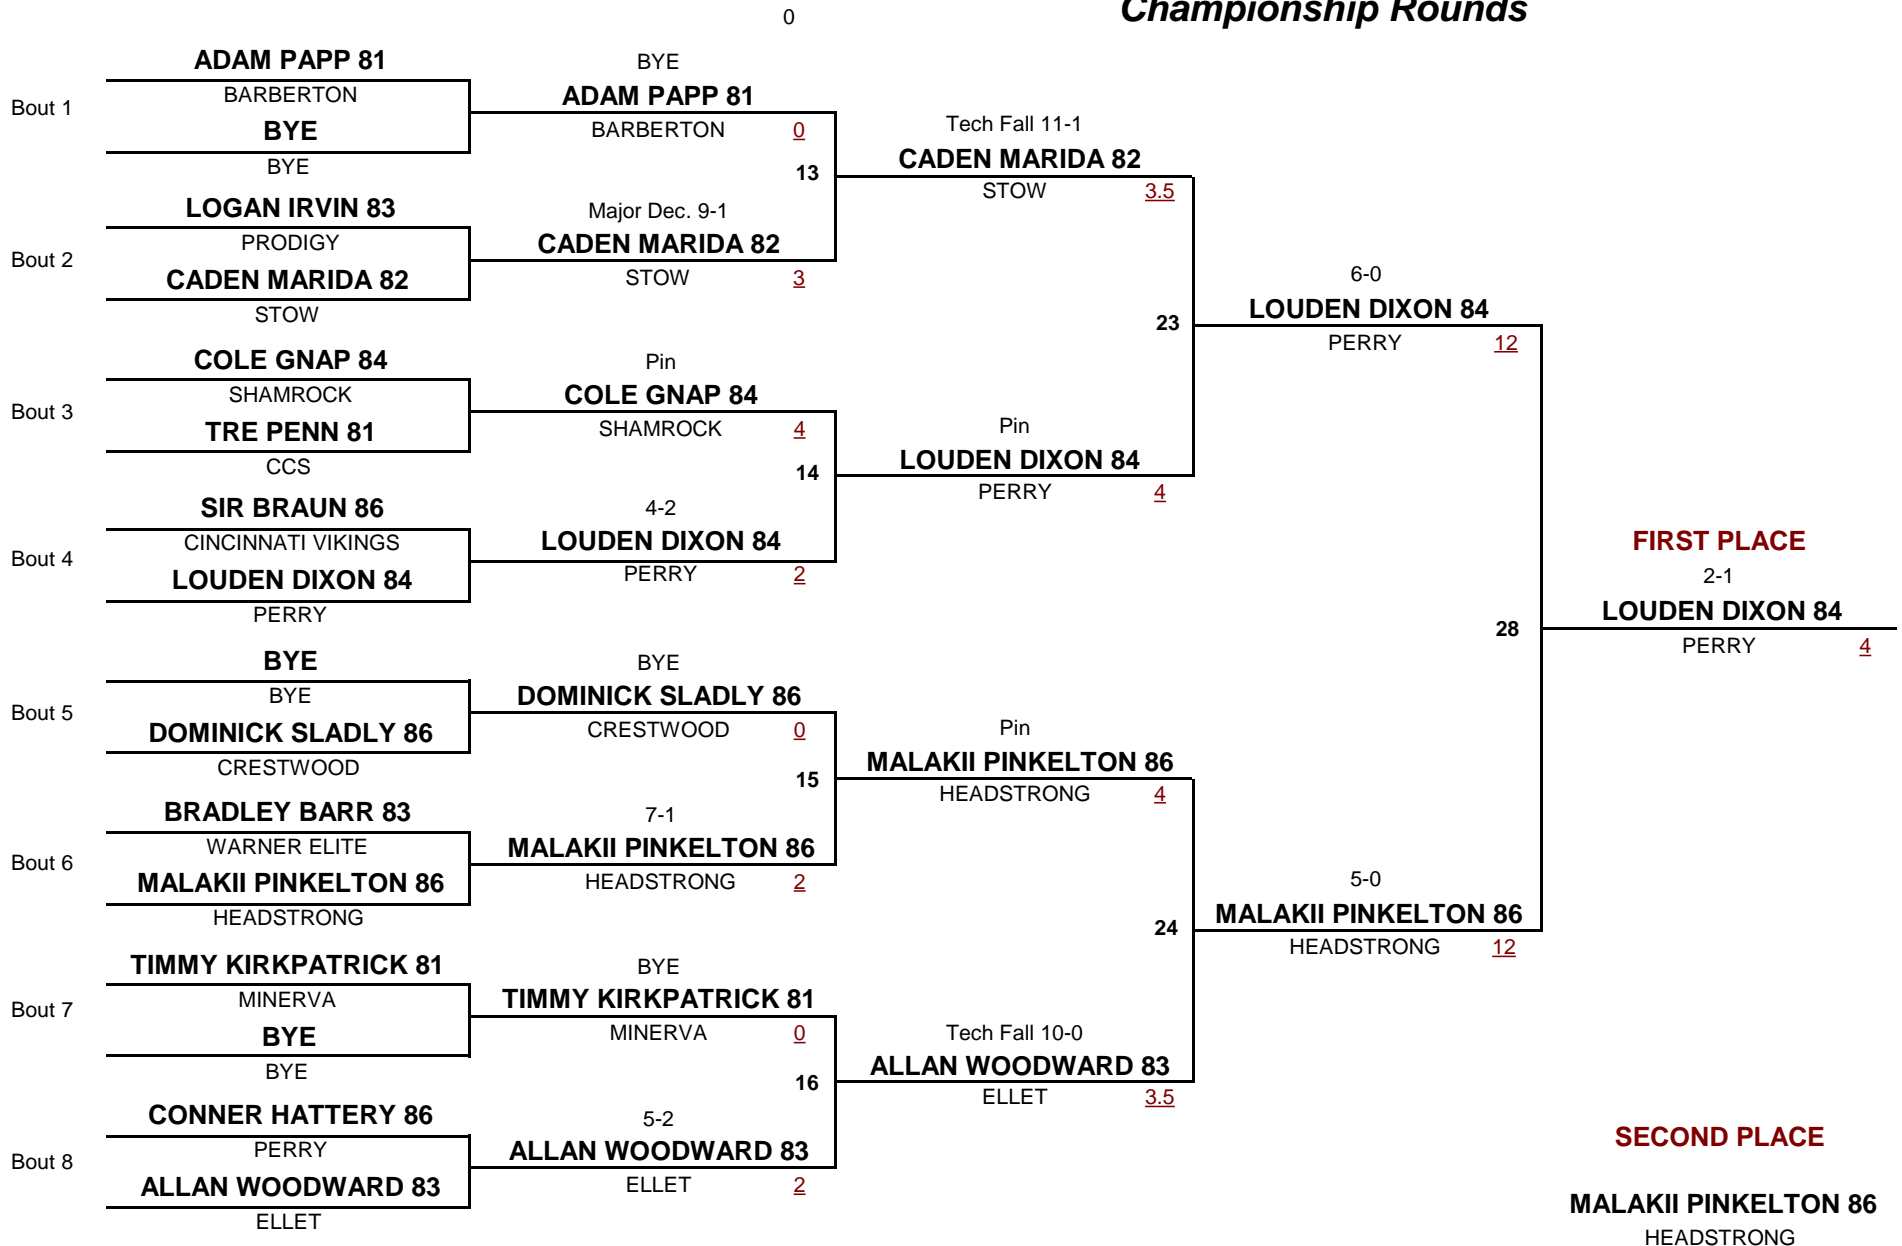 Championship Rounds
0
ADAM PAPP 81
BARBERTON
Bout 1
BYE
BYE
LOGAN IRVIN 83
PRODIGY
Bout 2
CADEN MARIDA 82
STOW
COLE GNAP 84
SHAMROCK
Bout 3
TRE PENN 81
CCS
SIR BRAUN 86
CINCINNATI VIKINGS
Bout 4
LOUDEN DIXON 84
PERRY
BYE
BYE
Bout 5
DOMINICK SLADLY 86
CRESTWOOD
BRADLEY BARR 83
WARNER ELITE
Bout 6
MALAKII PINKELTON 86
HEADSTRONG
TIMMY KIRKPATRICK 81
MINERVA
Bout 7
BYE
BYE
CONNER HATTERY 86
PERRY
Bout 8
ALLAN WOODWARD 83
ELLET
BYE
ADAM PAPP 81
BARBERTON 0
13
Major Dec. 9-1
CADEN MARIDA 82
STOW 3
Pin
COLE GNAP 84
SHAMROCK 4
14
4-2
LOUDEN DIXON 84
PERRY 2
BYE
DOMINICK SLADLY 86
CRESTWOOD 0
15
7-1
MALAKII PINKELTON 86
HEADSTRONG 2
BYE
TIMMY KIRKPATRICK 81
MINERVA 0
16
5-2
ALLAN WOODWARD 83
ELLET 2
Tech Fall 11-1
CADEN MARIDA 82
STOW 3.5
23
Pin
LOUDEN DIXON 84
PERRY 4
Pin
MALAKII PINKELTON 86
HEADSTRONG 4
24
Tech Fall 10-0
ALLAN WOODWARD 83
ELLET 3.5
6-0
LOUDEN DIXON 84
PERRY 12
28
5-0
MALAKII PINKELTON 86
HEADSTRONG 12
FIRST PLACE
2-1
LOUDEN DIXON 84
PERRY 4
SECOND PLACE
MALAKII PINKELTON 86
HEADSTRONG